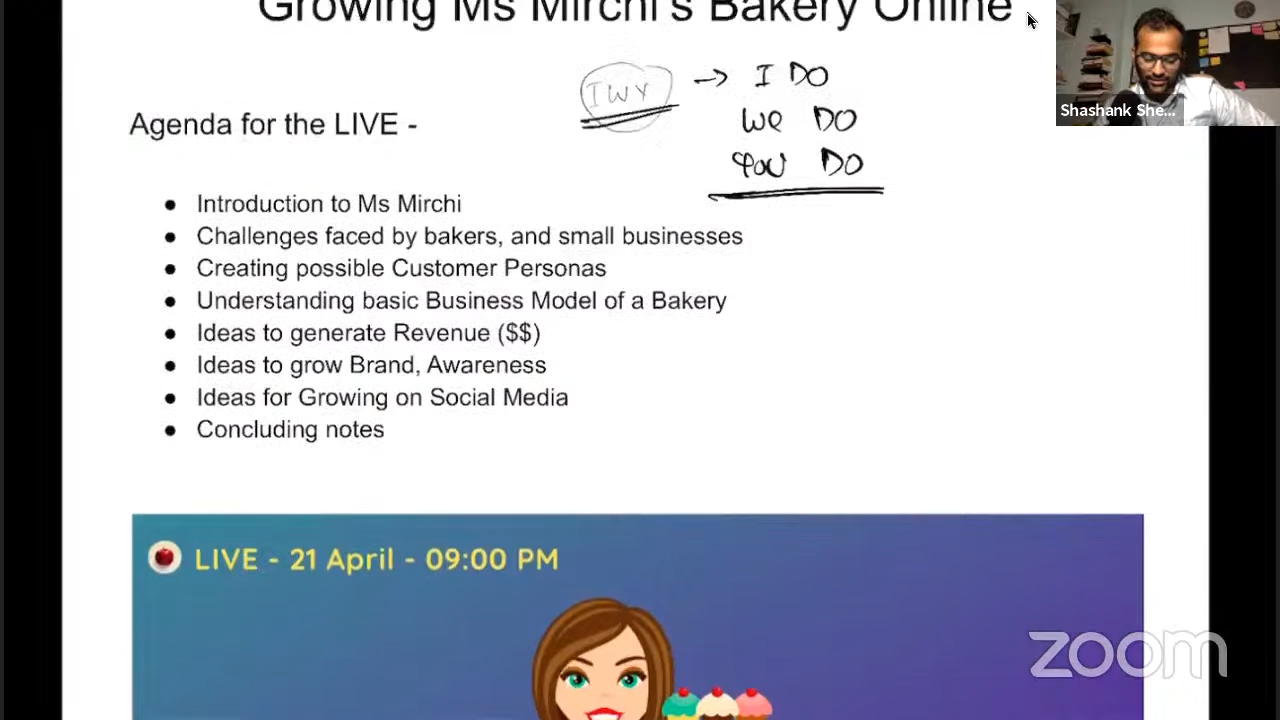 Growing Ms Mirchi's Bakery Online
Shashank She...
IWY → I DO
WE DO
YOU DO
Agenda for the LIVE -
● Introduction to Ms Mirchi
● Challenges faced by bakers, and small businesses
● Creating possible Customer Personas
● Understanding basic Business Model of a Bakery
● Ideas to generate Revenue ($$)
● Ideas to grow Brand, Awareness
● Ideas for Growing on Social Media
● Concluding notes
LIVE - 21 April - 09:00 PM
zoom